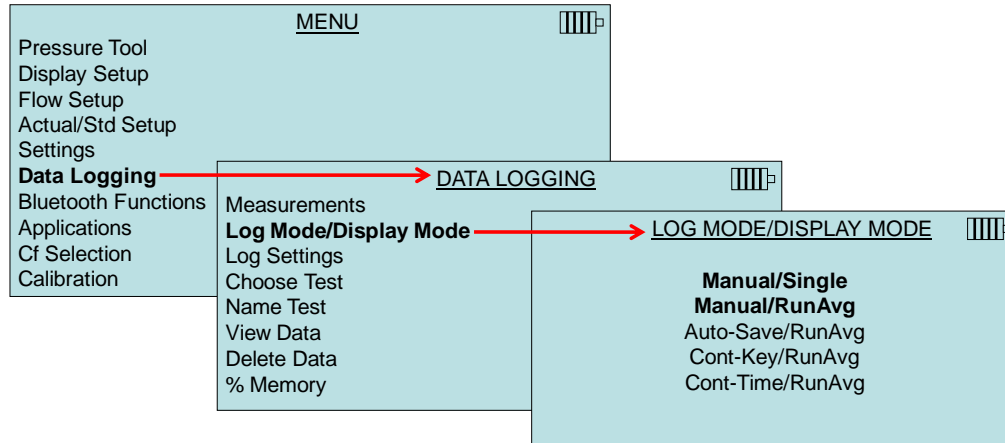 MENU
Pressure Tool
Display Setup
Flow Setup
Actual/Std Setup
Settings
Data Logging
Bluetooth Functions
Applications
Cf Selection
Calibration
DATA LOGGING
Measurements
Log Mode/Display Mode
Log Settings
Choose Test
Name Test
View Data
Delete Data
% Memory
LOG MODE/DISPLAY MODE
Manual/Single
Manual/RunAvg
Auto-Save/RunAvg
Cont-Key/RunAvg
Cont-Time/RunAvg